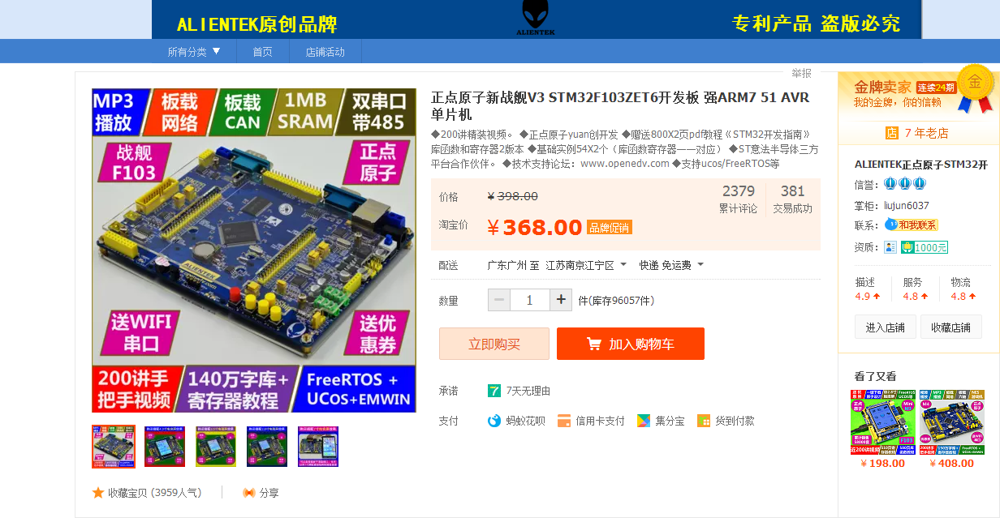 ALIENTEK原创品牌
ALIENTEK
专利产品 盗版必究
所有分类 ▼
首页
店铺活动
举报
MP3
播放
板载
网络
板载
CAN
1MB
SRAM
双串口
带485
战舰
F103
正点
原子
ALIENTEK
送WIFI
串口
送优
惠券
200讲手
把手视频
140万字库+
寄存器教程
FreeRTOS +
UCOS+EMWIN
收藏宝贝 (3959人气)
分享
正点原子新战舰V3 STM32F103ZET6开发板 强ARM7 51 AVR
单片机
◆200讲精装视频。 ◆正点原子yuan创开发 ◆赠送800X2页pdf教程《STM32开发指南》
库函数和寄存器2版本 ◆基础实例54X2个（库函数寄存器一一对应） ◆ST意法半导体三方
平台合作伙伴。 ◆技术支持论坛：www.openedv.com ◆支持ucos/FreeRTOS等
价格
¥ 398.00
2379
累计评论
381
交易成功
淘宝价
¥ 368.00
品牌促销
配送
广东广州 至 江苏南京江宁区
快递 免运费
数量
1
件(库存96057件)
立即购买
加入购物车
承诺
7
7天无理由
支付
蚂蚁花呗
信用卡支付
集分宝
货到付款
金牌卖家 连续24期
金
我的金牌，你的信赖
店 7 年老店
ALIENTEK正点原子STM32开
信誉：
掌柜： liujun6037
联系： 和我联系
资质： 1000元
描述
服务
物流
4.9
4.8
4.8
进入店铺
收藏店铺
看了又看
¥ 198.00
¥ 408.00